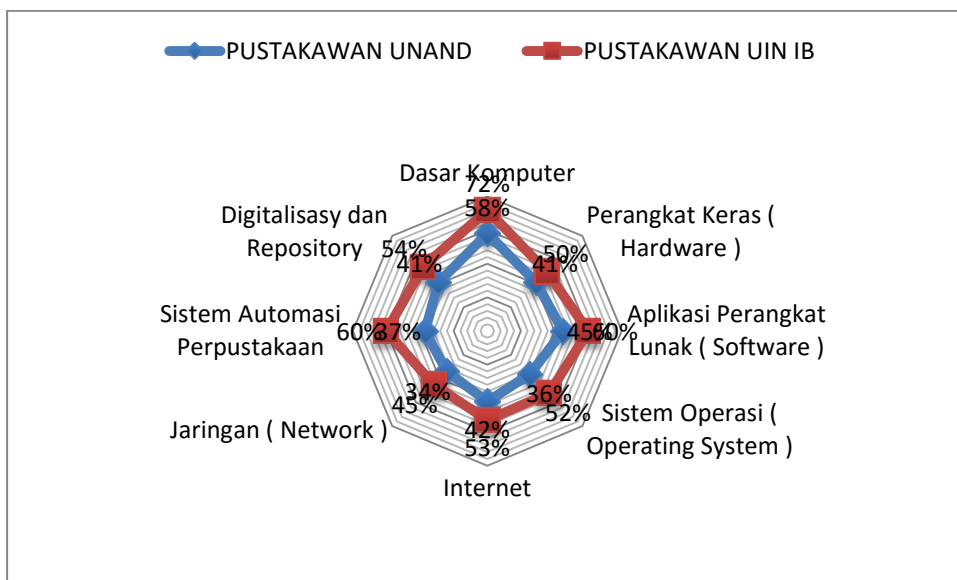 PUSTAKAWAN UNAND
PUSTAKAWAN UIN IB
Dasar Komputer
72%
58%
Perangkat Keras (
Hardware )
50%
41%
Aplikasi Perangkat
Lunak ( Software )
45%
60%
Sistem Operasi (
Operating System )
36%
52%
Internet
42%
53%
Jaringan ( Network )
34%
45%
Sistem Automasi
Perpustakaan
60%
37%
Digitalisasy dan
Repository
54%
41%